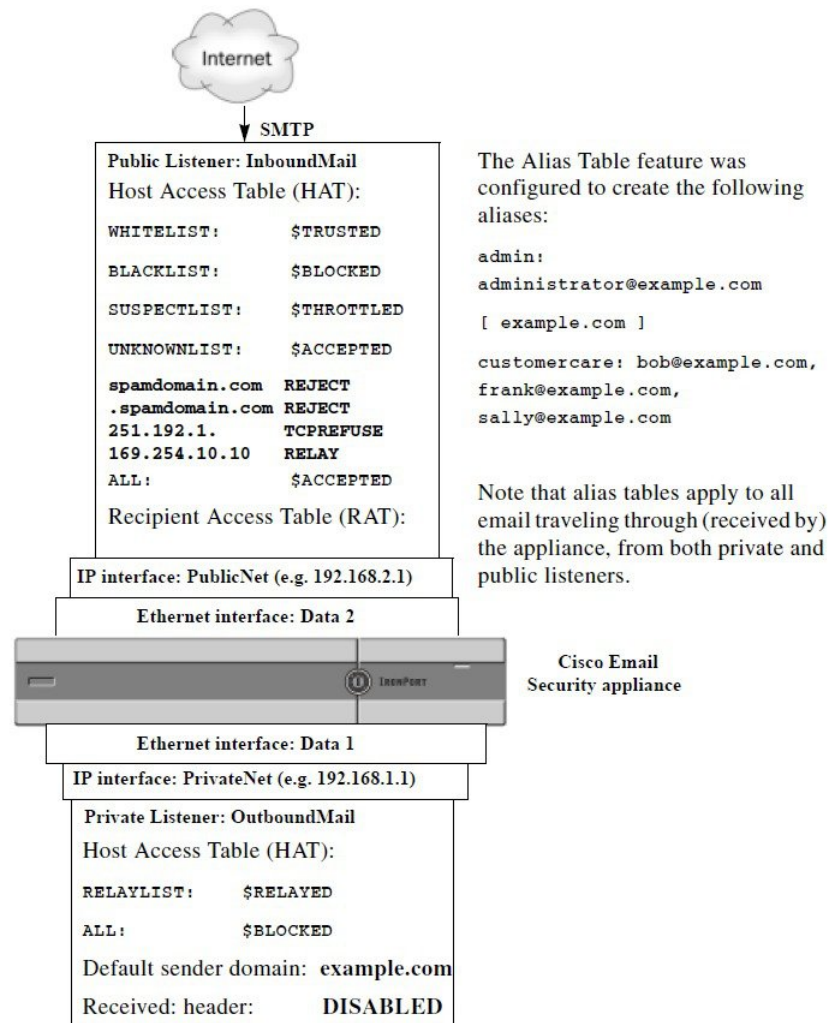 Internet
SMTP
Public Listener: InboundMail
Host Access Table (HAT):
WHITELIST: $TRUSTED
BLACKLIST: $BLOCKED
SUSPECTLIST: $THROTTLED
UNKNOWNLIST: $ACCEPTED
spamdomain.com REJECT
.spamdomain.com REJECT
251.192.1. TCPREFUSE
169.254.10.10 RELAY
ALL: $ACCEPTED
Recipient Access Table (RAT):
The Alias Table feature was
configured to create the following
aliases:
admin:
administrator@example.com
[ example.com ]
customercare: bob@example.com,
frank@example.com,
sally@example.com
Note that alias tables apply to all
email traveling through (received by)
the appliance, from both private and
public listeners.
IP interface: PublicNet (e.g. 192.168.2.1)
Ethernet interface: Data 2
IRONPORT
Cisco Email
Security appliance
Ethernet interface: Data 1
IP interface: PrivateNet (e.g. 192.168.1.1)
Private Listener: OutboundMail
Host Access Table (HAT):
RELAYLIST: $RELAYED
ALL: $BLOCKED
Default sender domain: example.com
Received: header: DISABLED